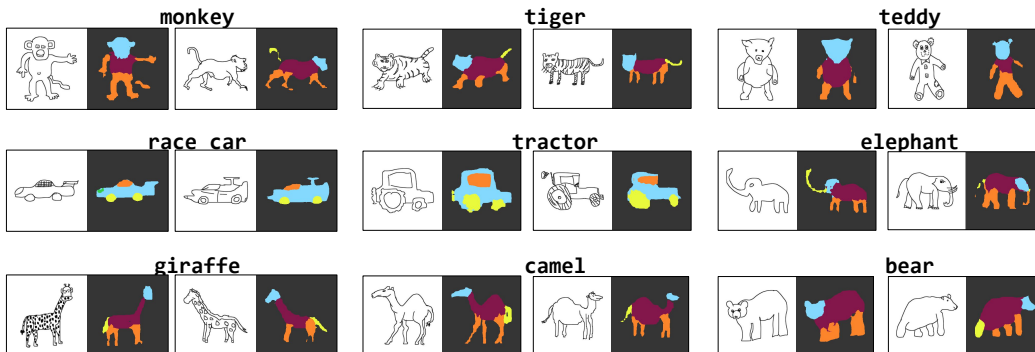 monkey
tiger
teddy
race car
tractor
elephant
giraffe
camel
bear